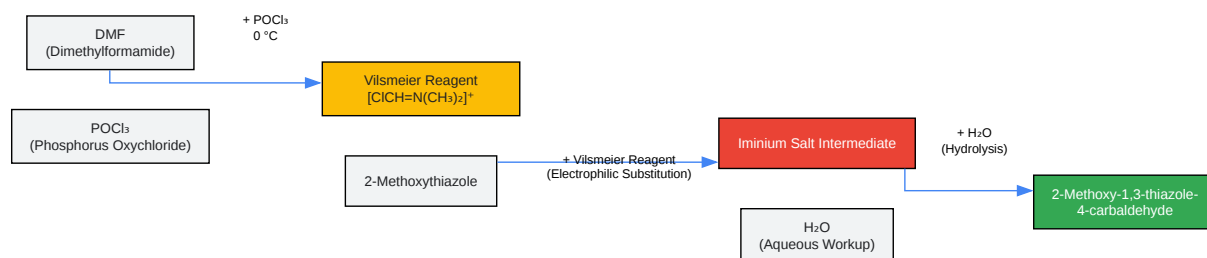 DMF
(Dimethylformamide)
+ POCl₃
0 °C
POCl₃
(Phosphorus Oxychloride)
Vilsmeier Reagent
[ClCH=N(CH₃)₂]⁺
2-Methoxythiazole
+ Vilsmeier Reagent
(Electrophilic Substitution)
Iminium Salt Intermediate
+ H₂O
(Hydrolysis)
H₂O
(Aqueous Workup)
2-Methoxy-1,3-thiazole-
4-carbaldehyde